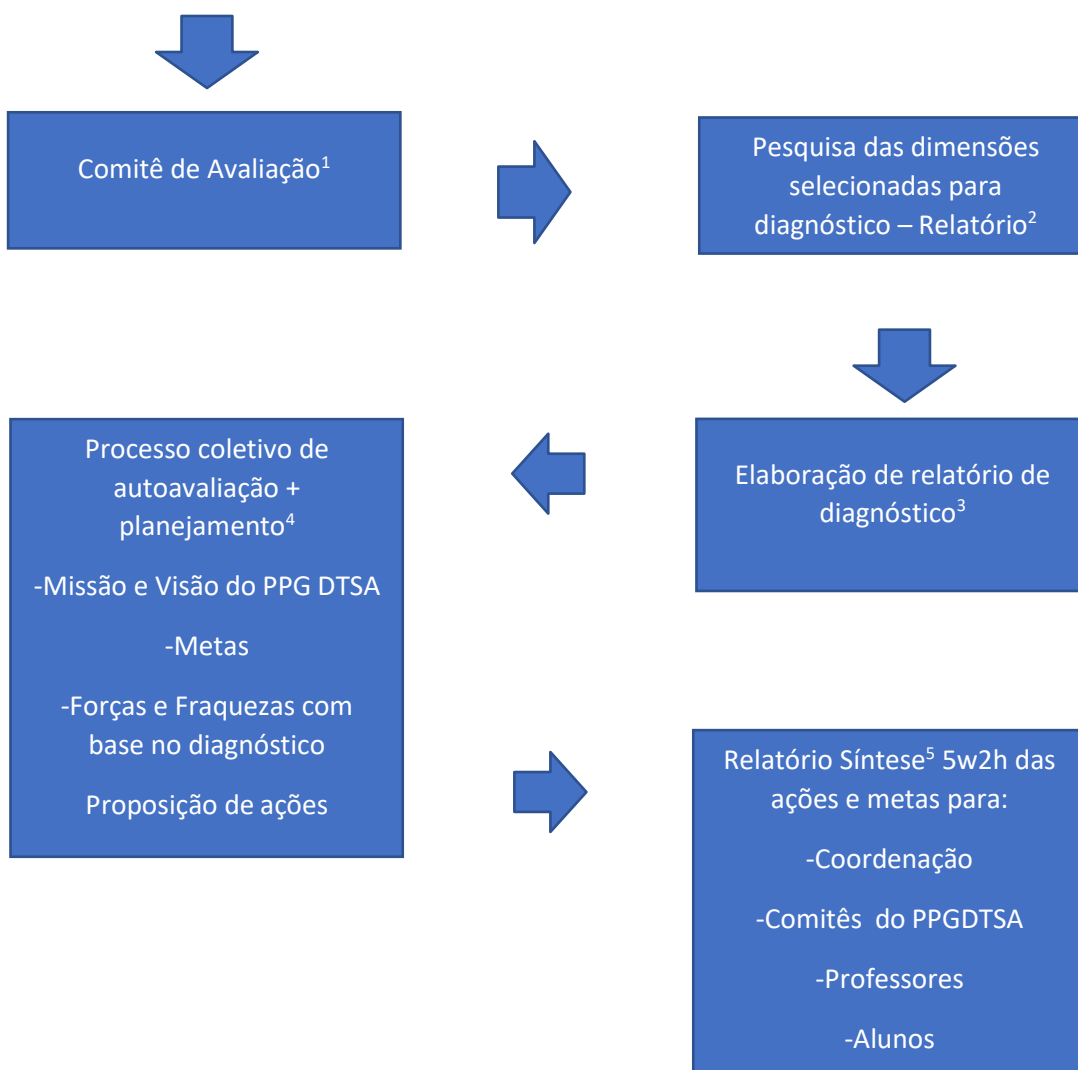 Comitê de Avaliação¹
Pesquisa das dimensões
selecionadas para
diagnóstico – Relatório²
Elaboração de relatório de
diagnóstico³
Processo coletivo de
autoavaliação +
planejamento⁴
-Missão e Visão do PPG DTSA
-Metas
-Forças e Fraquezas com
base no diagnóstico
Proposição de ações
Relatório Síntese⁵ 5w2h das
ações e metas para:
-Coordenação
-Comitês do PPGDTSA
-Professores
-Alunos